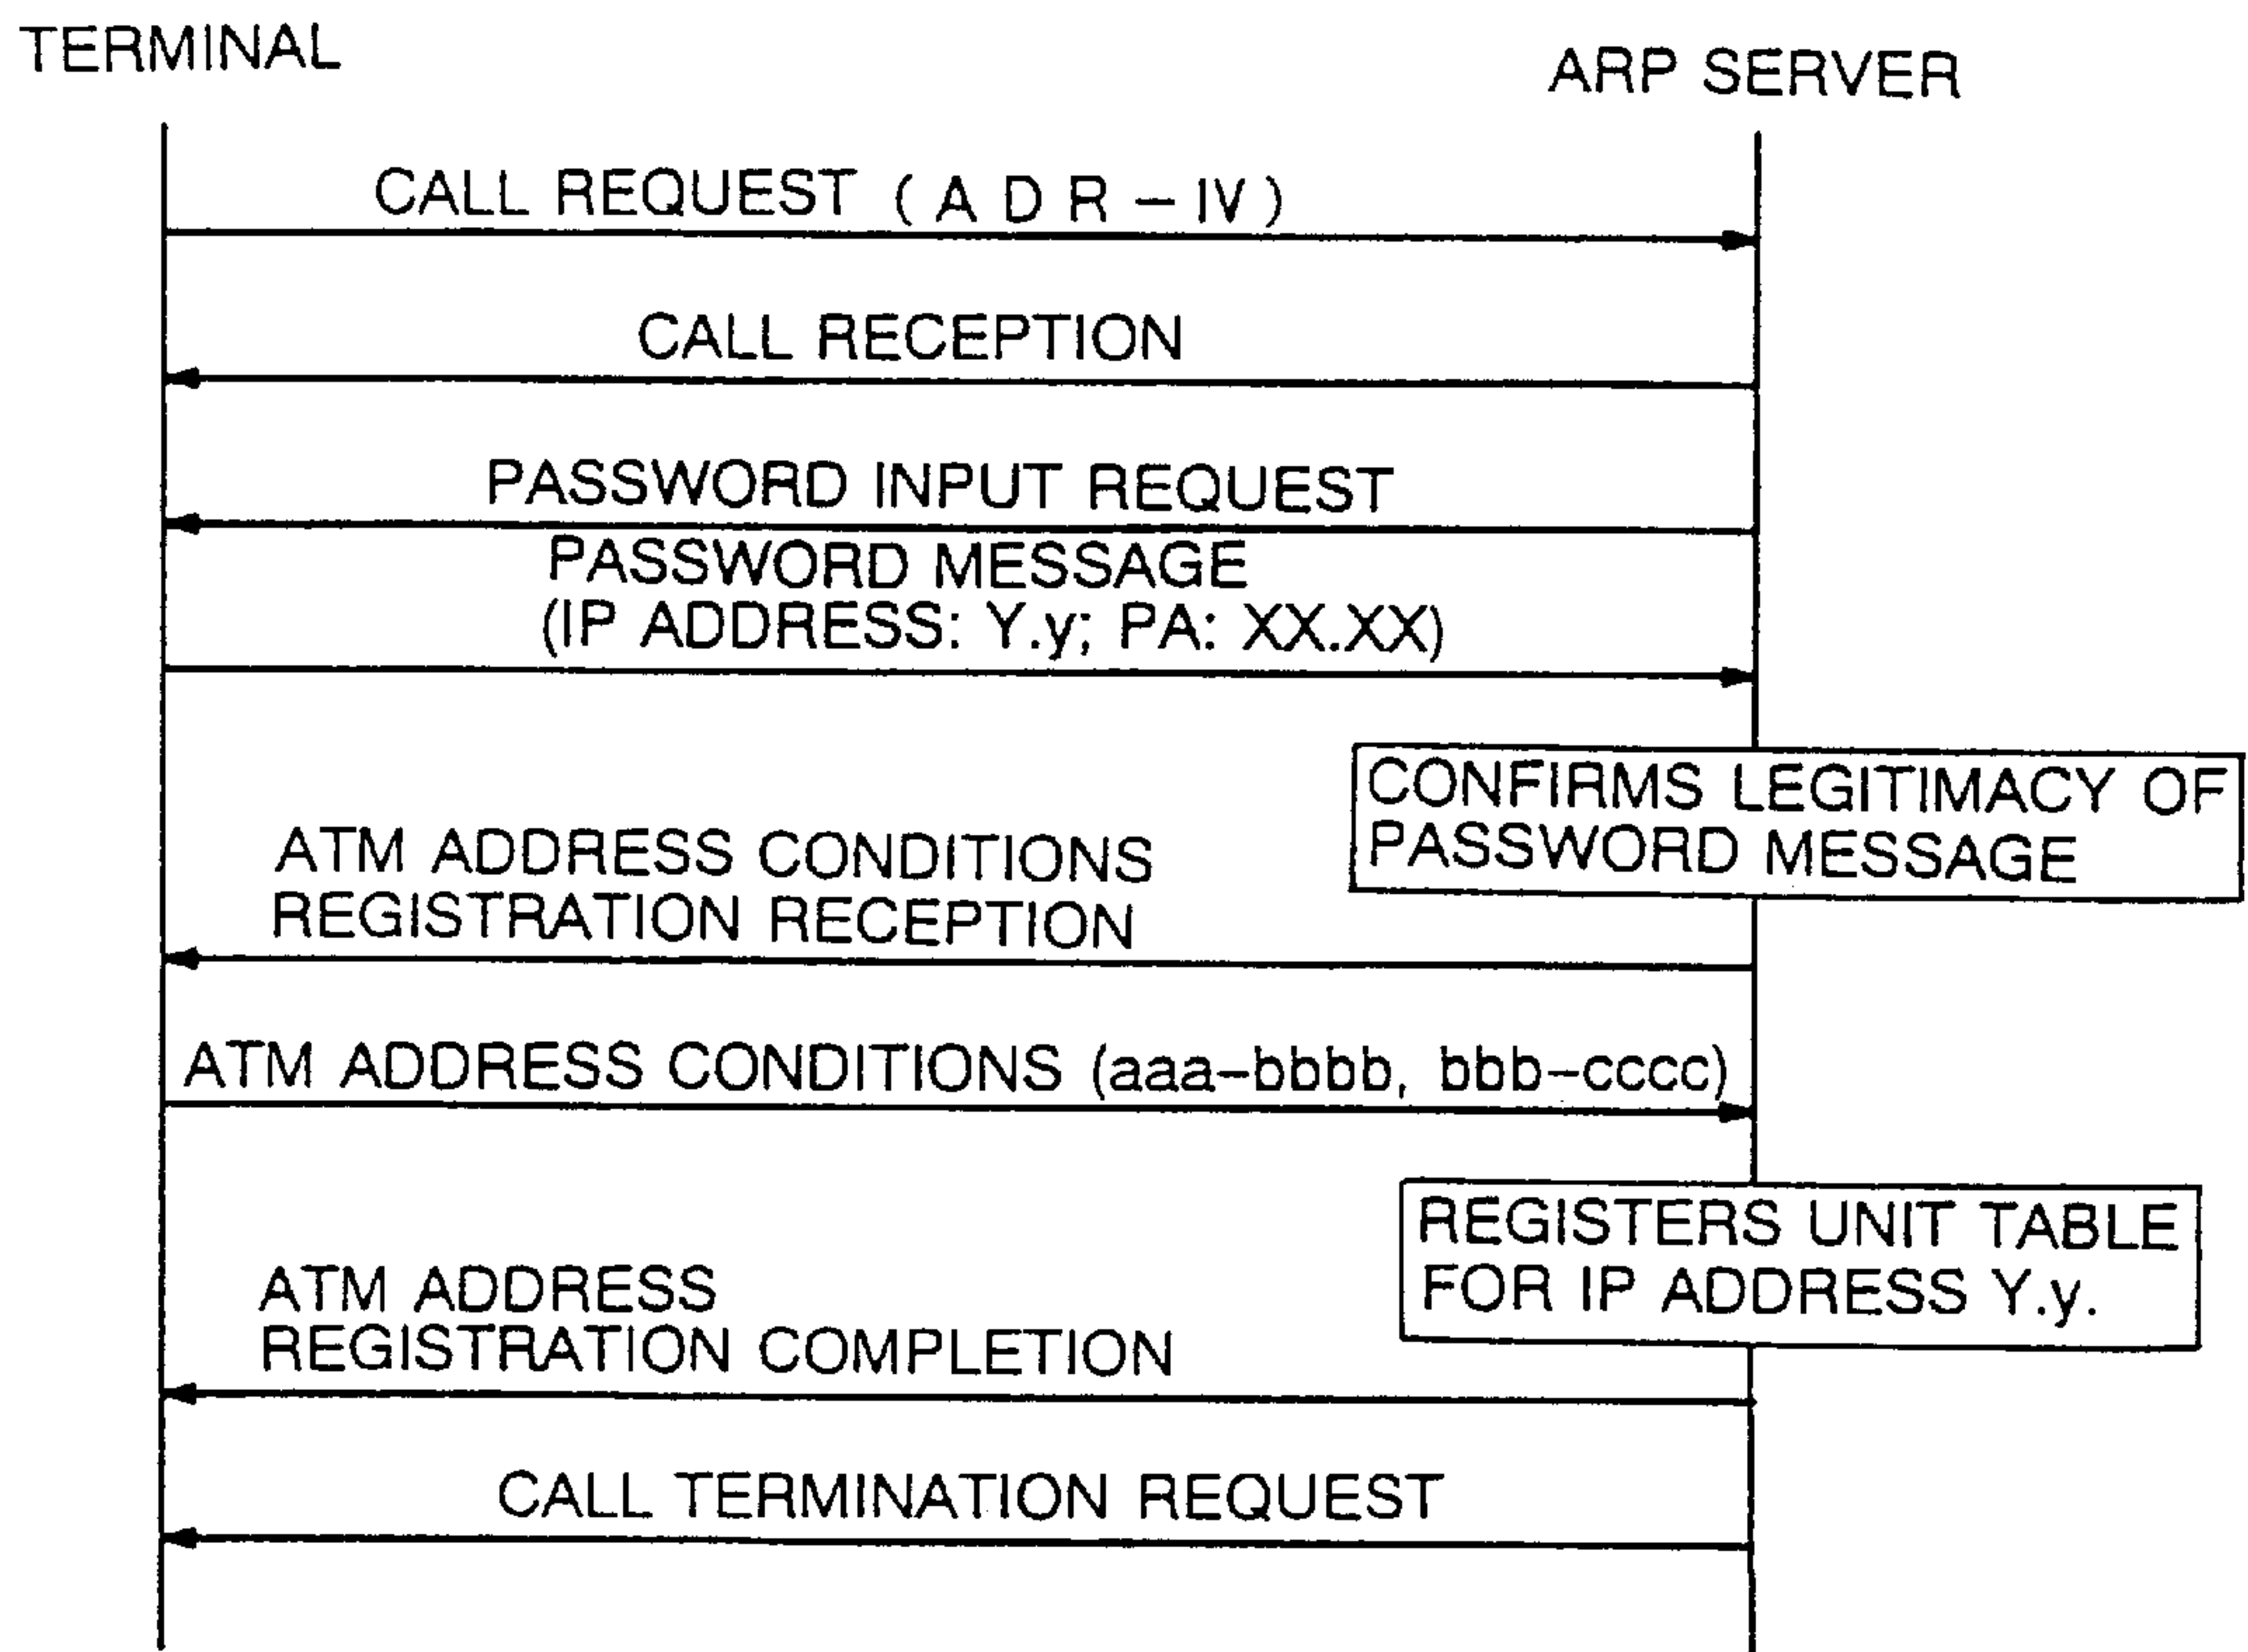 TERMINAL
ARP SERVER
CALL REQUEST ( A D R – IV )
CALL RECEPTION
PASSWORD INPUT REQUEST
PASSWORD MESSAGE
(IP ADDRESS: Y.y; PA: XX.XX)
CONFIRMS LEGITIMACY OF
PASSWORD MESSAGE
ATM ADDRESS CONDITIONS
REGISTRATION RECEPTION
ATM ADDRESS CONDITIONS (aaa–bbbb, bbb–cccc)
REGISTERS UNIT TABLE
FOR IP ADDRESS Y.y.
ATM ADDRESS
REGISTRATION COMPLETION
CALL TERMINATION REQUEST